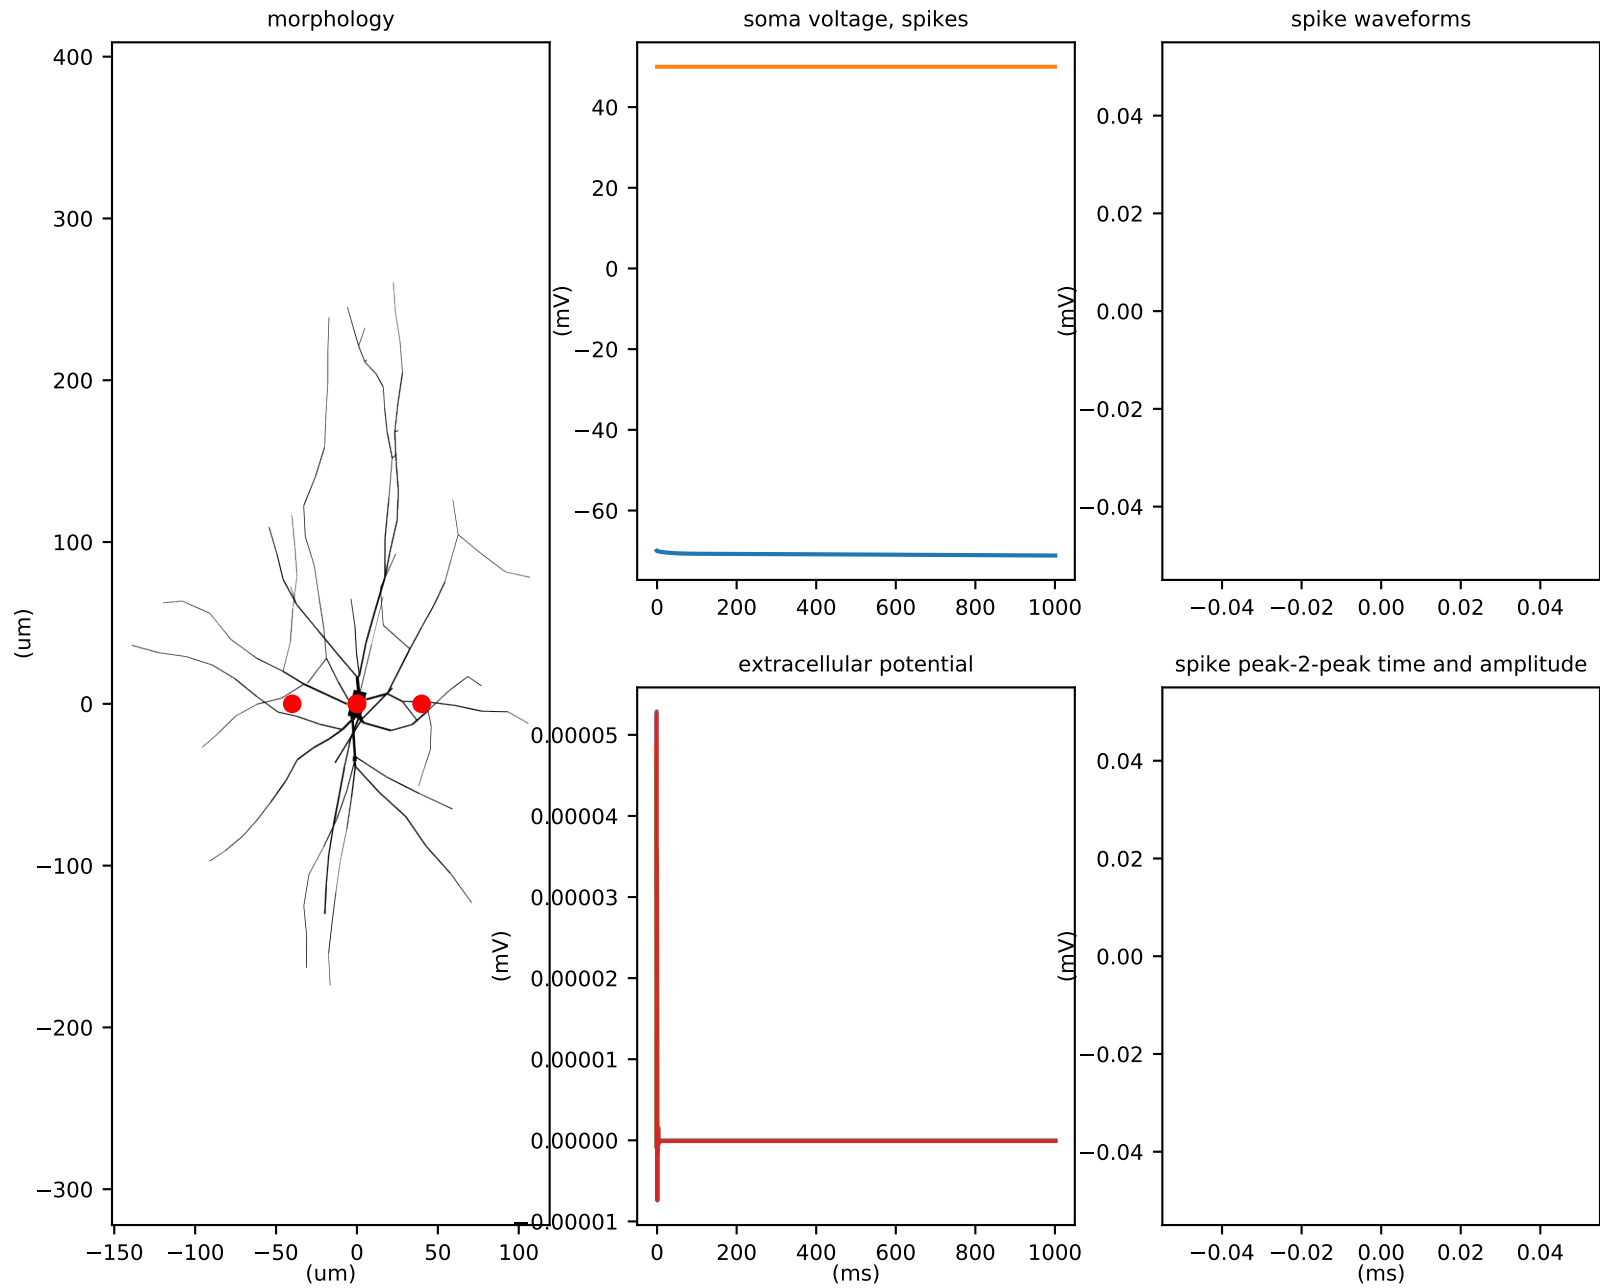 morphology
400
300
200
100
0
−100
−200
−300
(um)
−150 −100 −50 0 50 100
(um)
soma voltage, spikes
40
20
0
−20
−40
−60
(mV)
0 200 400 600 800 1000
spike waveforms
0.04
0.02
0.00
−0.02
−0.04
(mV)
−0.04 −0.02 0.00 0.02 0.04
extracellular potential
0.00005
0.00004
0.00003
0.00002
0.00001
0.00000
−0.00001
(mV)
0 200 400 600 800 1000
(ms)
spike peak-2-peak time and amplitude
0.04
0.02
0.00
−0.02
−0.04
(mV)
−0.04 −0.02 0.00 0.02 0.04
(ms)